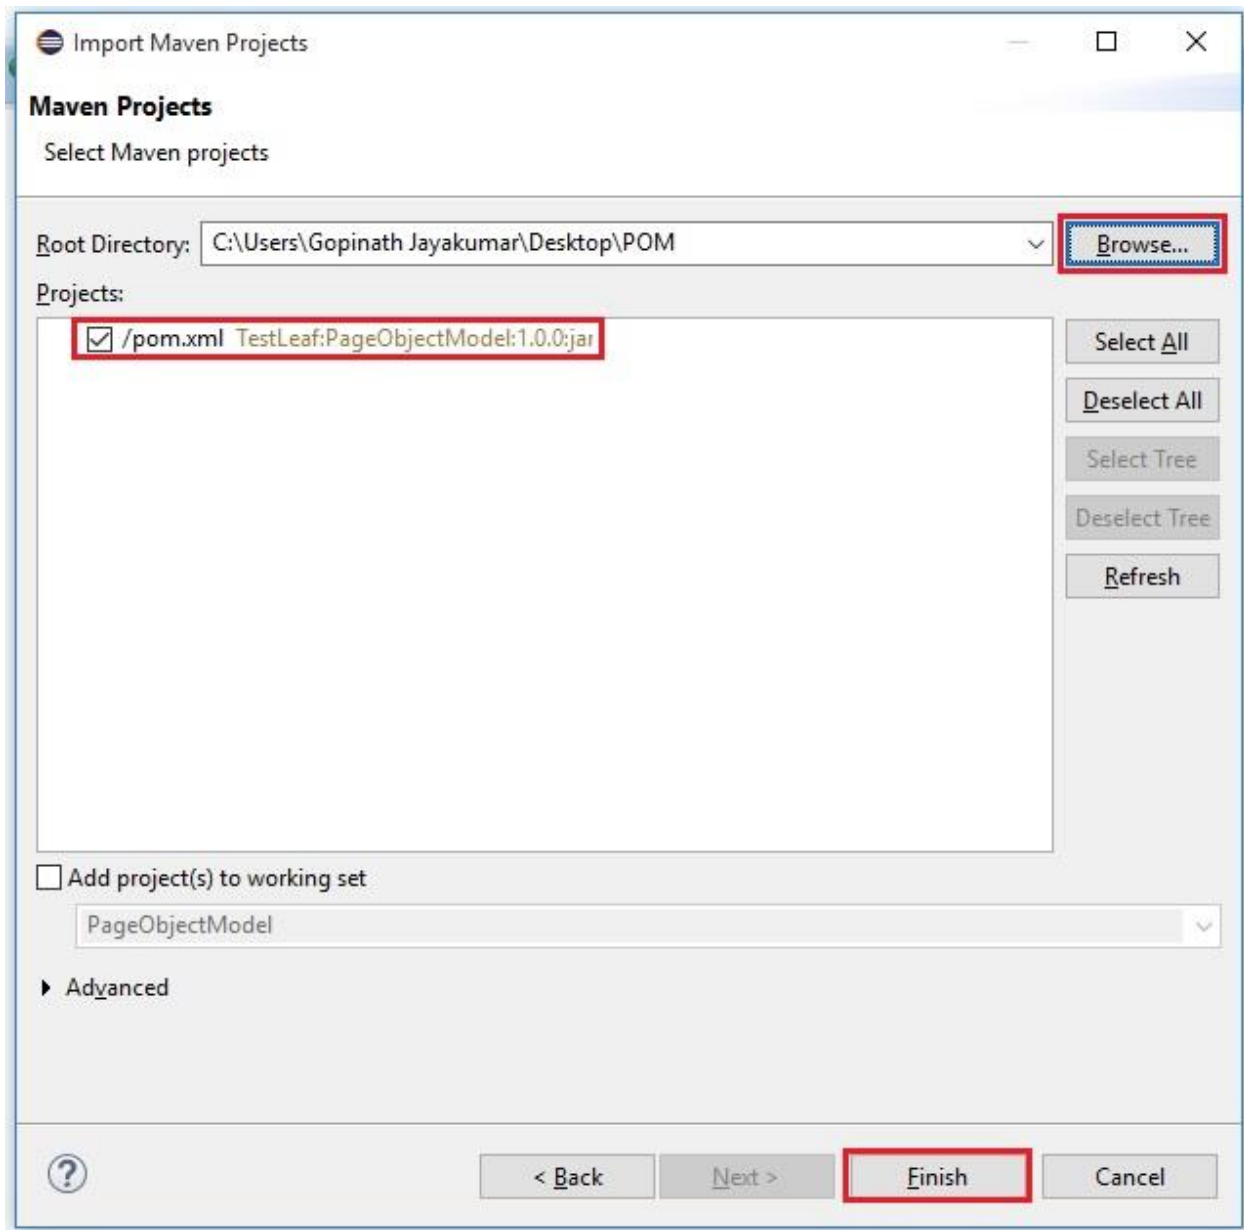 Import Maven Projects
Maven Projects
Select Maven projects
Root Directory: C:\Users\Gopinath Jayakumar\Desktop\POM Browse...
Projects:
/pom.xml TestLeaf:PageObjectModel:1.0.0:jar
Select All
Deselect All
Select Tree
Deselect Tree
Refresh
Add project(s) to working set
PageObjectModel
Advanced
? < Back Next > Finish Cancel